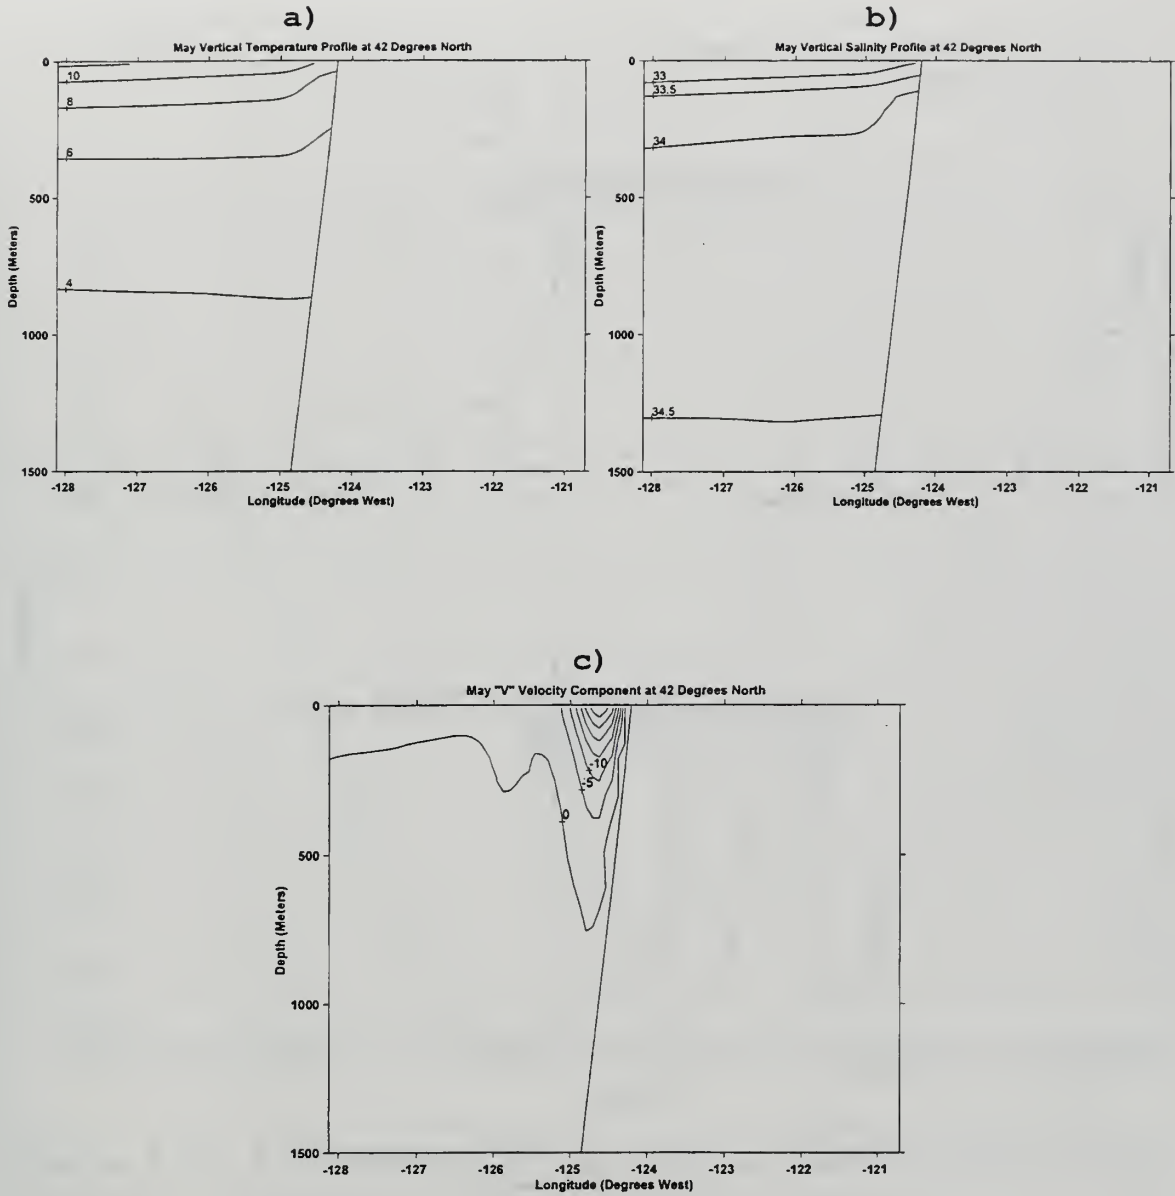 a)
May Vertical Temperature Profile at 42 Degrees North
0
500
1000
1500
Depth (Meters)
10
8
6
4
-128 -127 -126 -125 -124 -123 -122 -121
Longitude (Degrees West)
b)
May Vertical Salinity Profile at 42 Degrees North
0
500
1000
1500
Depth (Meters)
33
33.5
34
34.5
-128 -127 -126 -125 -124 -123 -122 -121
Longitude (Degrees West)
c)
May "V" Velocity Component at 42 Degrees North
0
500
1000
1500
Depth (Meters)
-10
-5
0
-128 -127 -126 -125 -124 -123 -122 -121
Longitude (Degrees West)